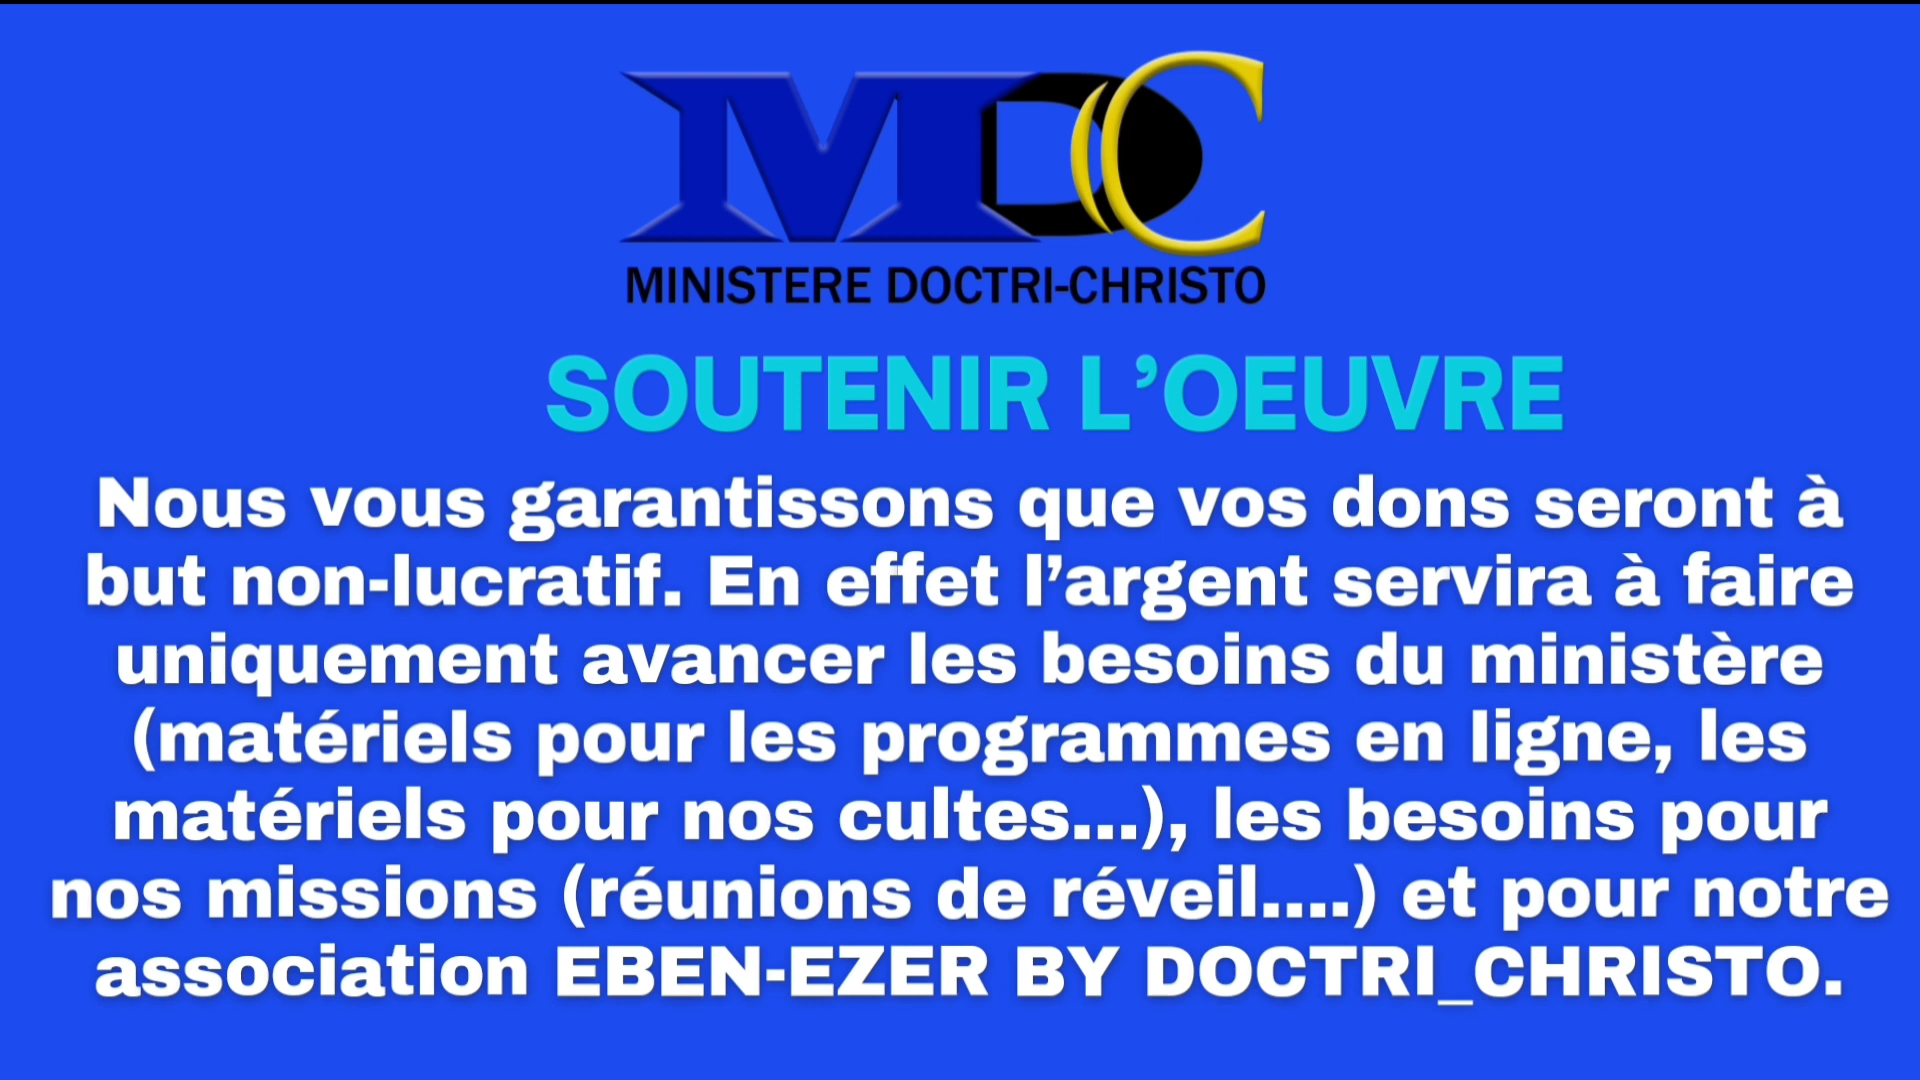 MDC
MINISTERE DOCTRI-CHRISTO
SOUTENIR L’OEUVRE
Nous vous garantissons que vos dons seront à
but non-lucratif. En effet l’argent servira à faire
uniquement avancer les besoins du ministère
(matériels pour les programmes en ligne, les
matériels pour nos cultes...), les besoins pour
nos missions (réunions de réveil....) et pour notre
association EBEN-EZER BY DOCTRI_CHRISTO.